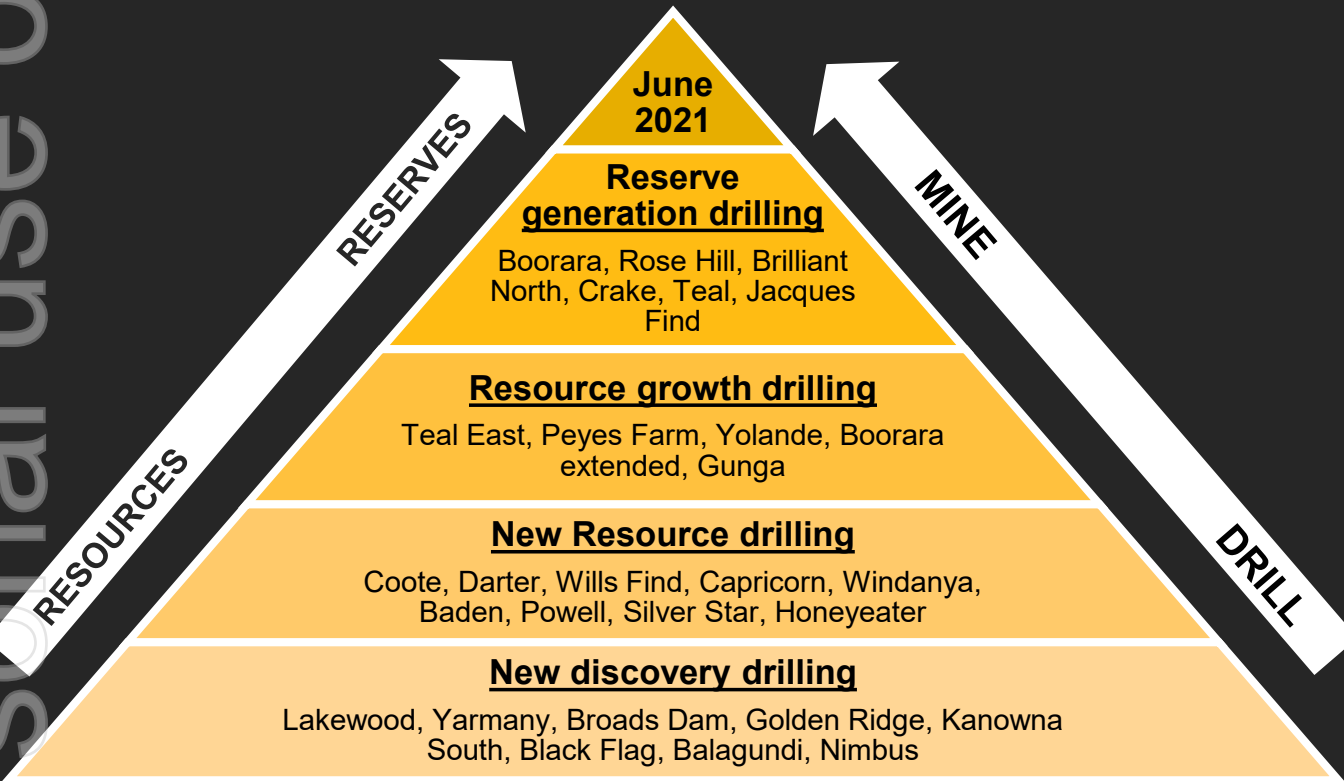 June
2021
Reserve
generation drilling
Boorara, Rose Hill, Brilliant
North, Crake, Teal, Jacques
Find
Resource growth drilling
Teal East, Peyes Farm, Yolande, Boorara
extended, Gunga
New Resource drilling
Coote, Darter, Wills Find, Capricorn, Windanya,
Baden, Powell, Silver Star, Honeyeater
New discovery drilling
Lakewood, Yarmany, Broads Dam, Golden Ridge, Kanowna
South, Black Flag, Balagundi, Nimbus
RESERVES
RESOURCES
MINE
DRILL
use